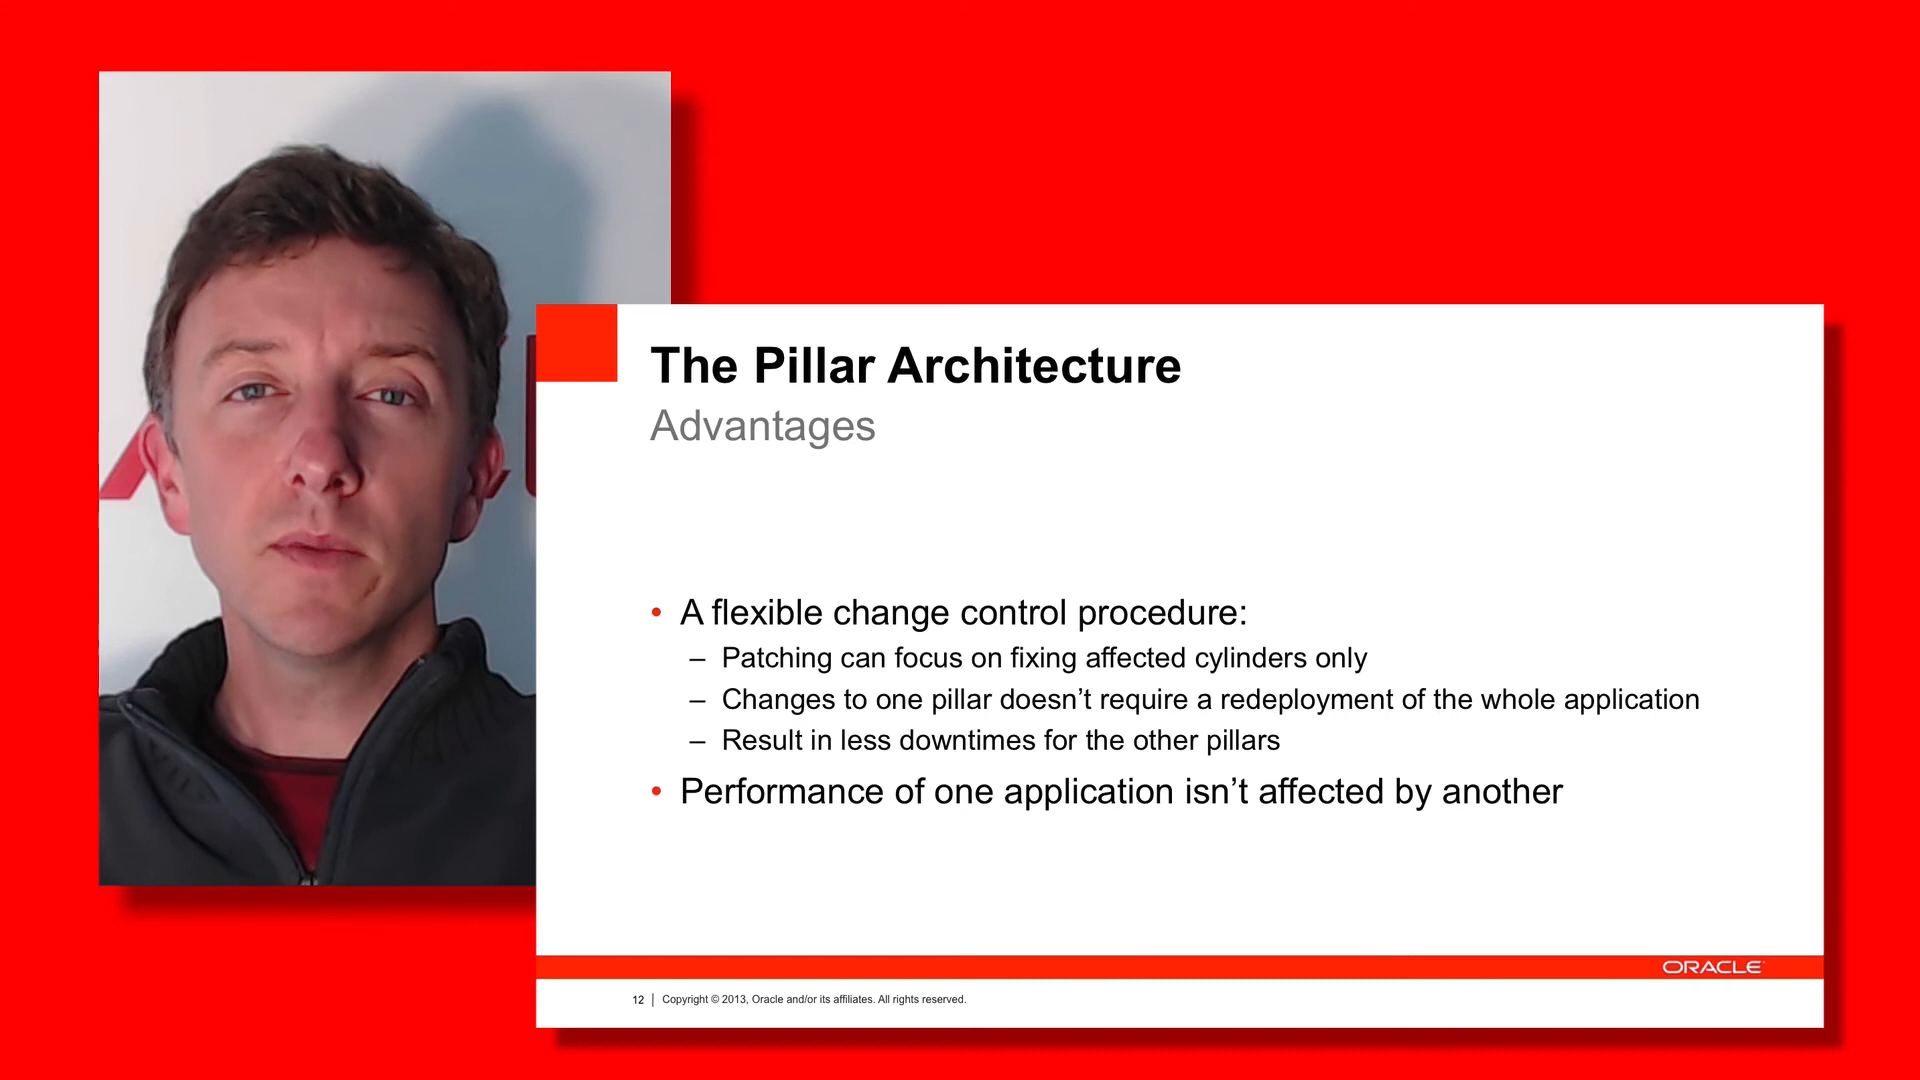 The Pillar Architecture
Advantages
• A flexible change control procedure:
– Patching can focus on fixing affected cylinders only
– Changes to one pillar doesn’t require a redeployment of the whole application
– Result in less downtimes for the other pillars
• Performance of one application isn’t affected by another
ORACLE
12 | Copyright © 2013, Oracle and/or its affiliates. All rights reserved.